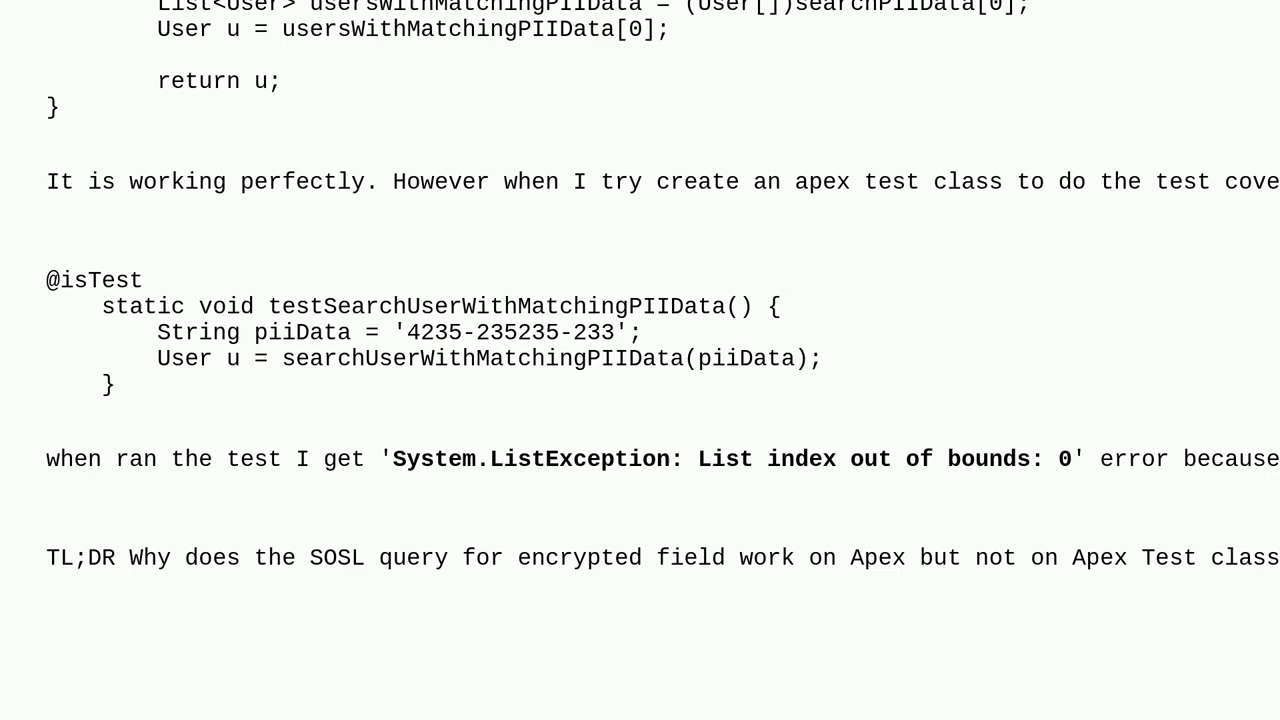 List<User> usersWithMatchingPIIData = (User[])searchPIIData[0];
User u = usersWithMatchingPIIData[0];
return u;
}
It is working perfectly. However when I try create an apex test class to do the test cove
@isTest
static void testSearchUserWithMatchingPIIData() {
String piiData = '4235-235235-233';
User u = searchUserWithMatchingPIIData(piiData);
}
when ran the test I get 'System.ListException: List index out of bounds: 0' error because
TL;DR Why does the SOSL query for encrypted field work on Apex but not on Apex Test class